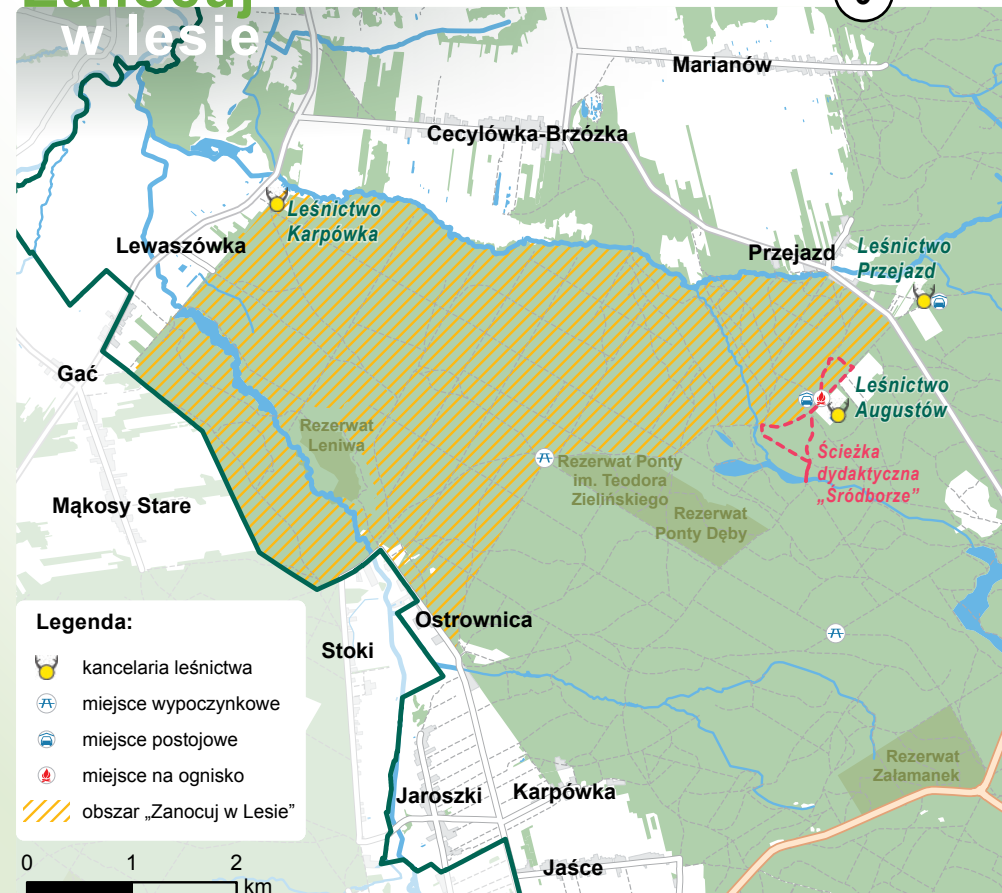 Zanocuj
w lesie
Marianów
Cecylówka-Brzózka
Leśnictwo
Karpówka
Lewaszówka
Przejazd
Leśnictwo
Przejazd
Gać
Leśnictwo
Augustów
Rezerwat
Leniwa
Ścieżka
dydaktyczna
„Śródborze”
Rezerwat Ponty
im. Teodora
Zielińskiego
Rezerwat
Ponty Dęby
Mąkosy Stare
Ostrownica
Stoki
Legenda:
kancelaria leśnictwa
miejsce wypoczynkowe
miejsce postojowe
miejsce na ognisko
obszar „Zanocuj w Lesie”
Rezerwat
Załamanek
Jaroszki
Karpówka
Jaśce
0 1 2
km